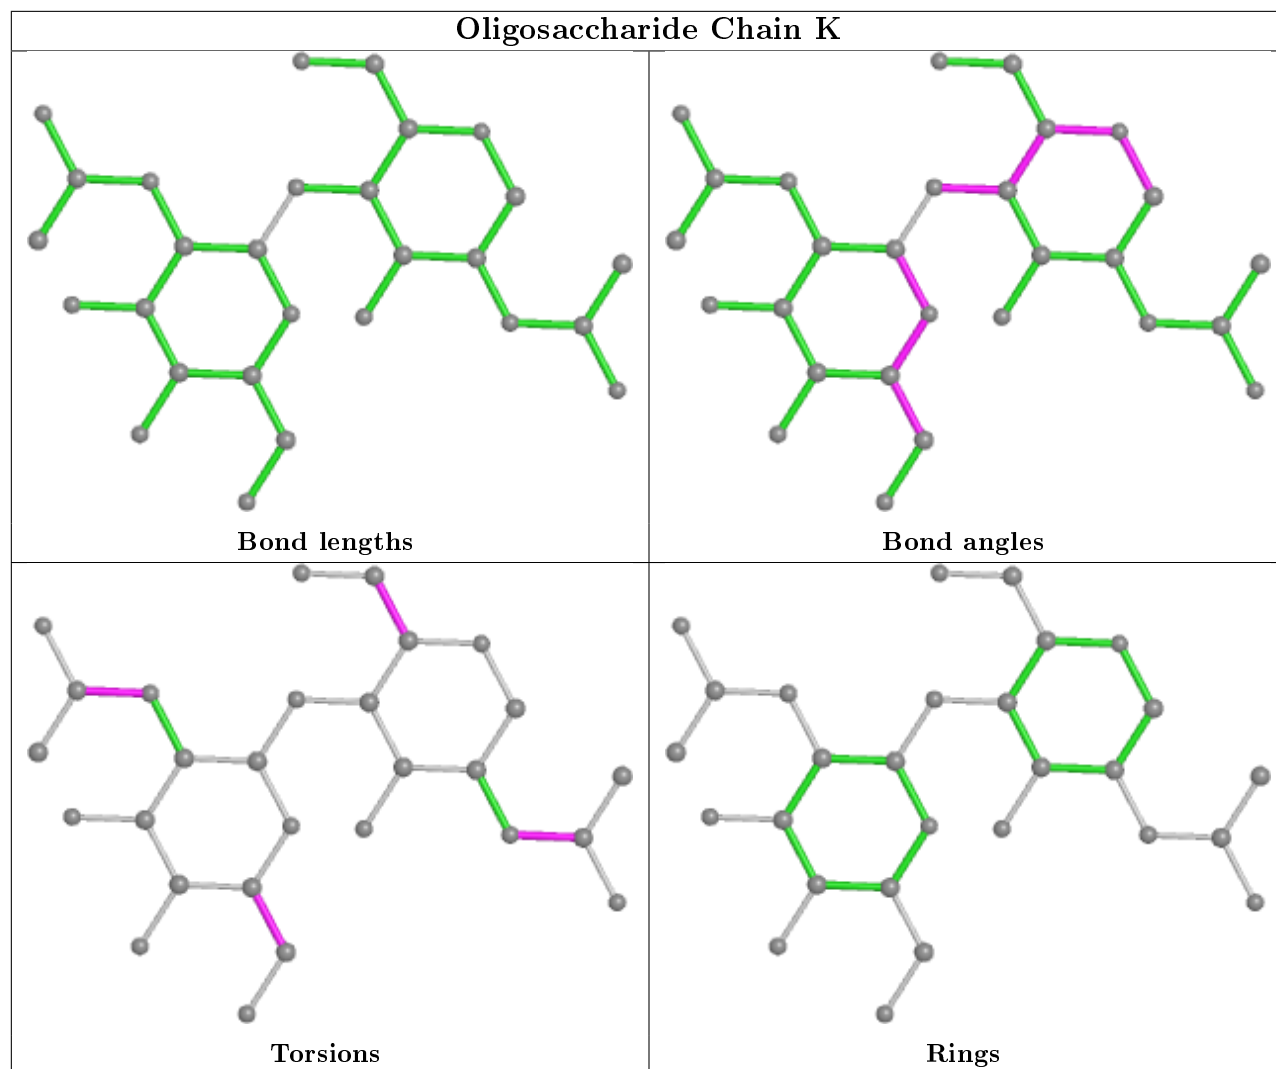 Oligosaccharide Chain K
Bond lengths
Bond angles
Torsions
Rings